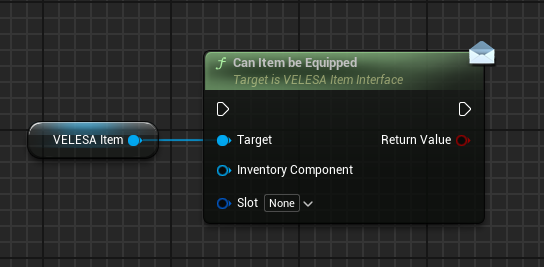 Can Item be Equipped
Target is VELESA Item Interface
VELESA Item
Target
Return Value
Inventory Component
Slot
None